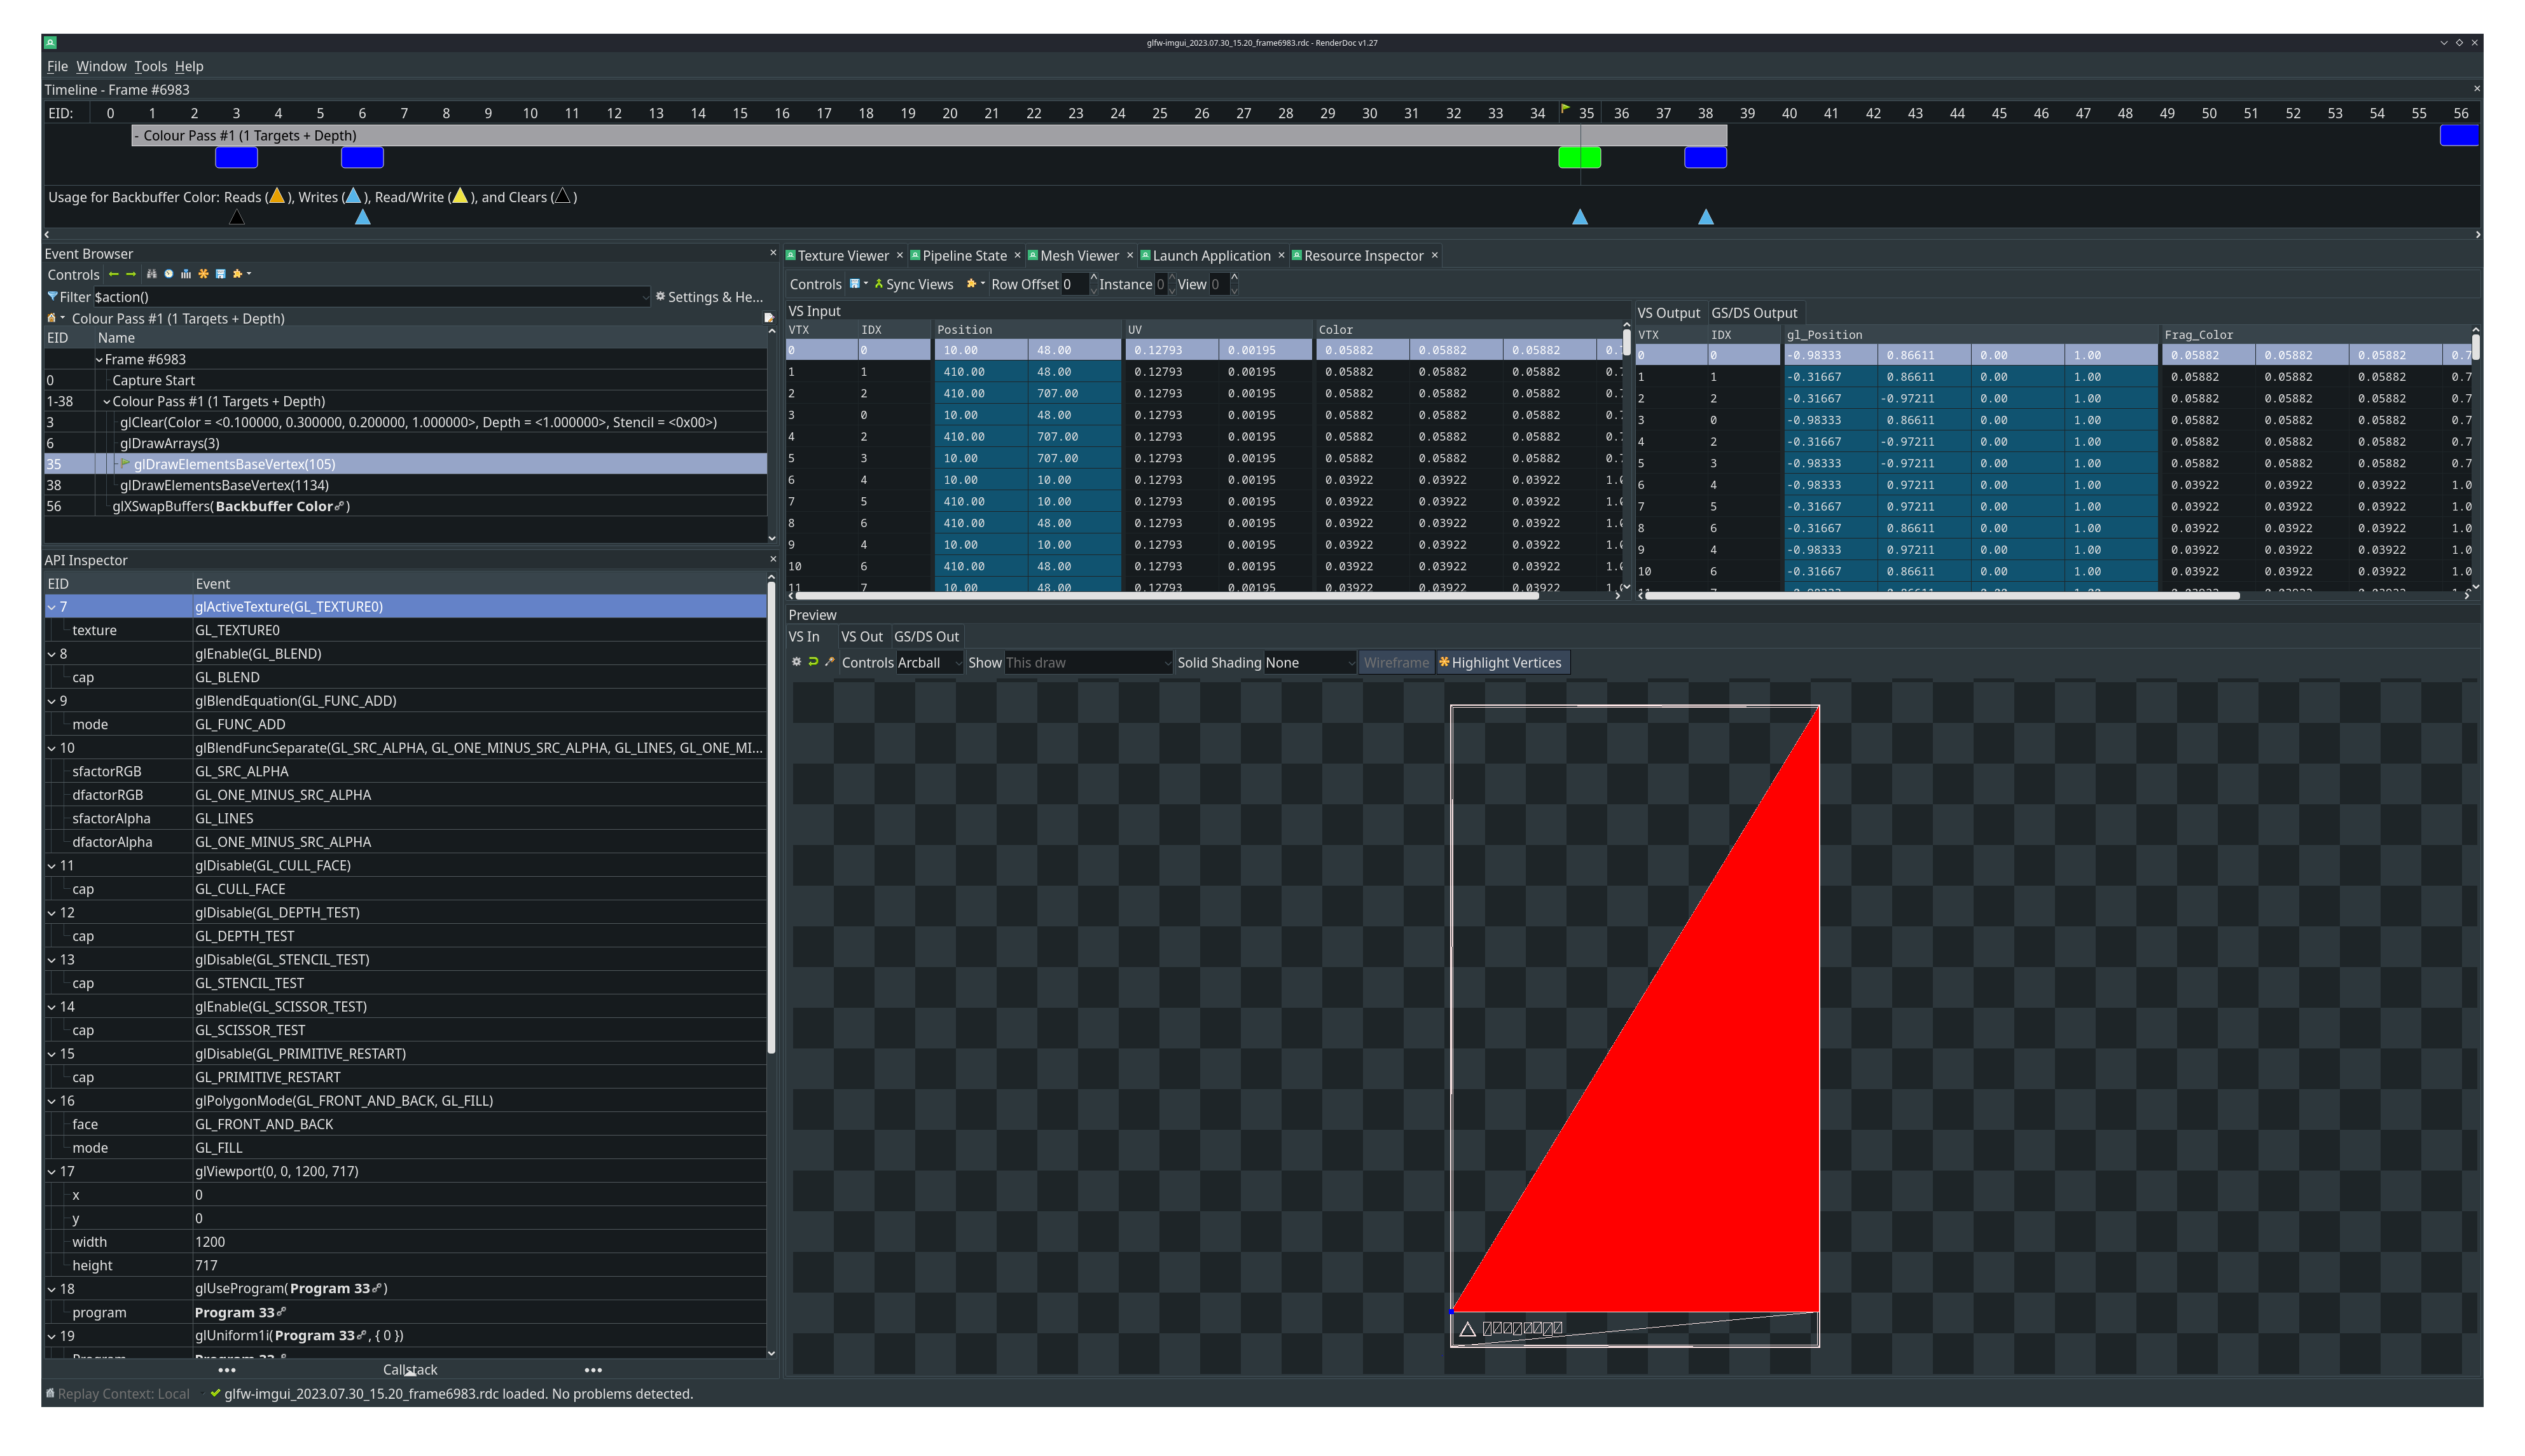 glfw-imgui_2023.07.30_15.20_frame6983.rdc - RenderDoc v1.27
File Window Tools Help
Timeline - Frame #6983
EID: 0 1 2 3 4 5 6 7 8 9 10 11 12 13 14 15 16 17 18 19 20 21 22 23 24 25 26 27 28 29 30 31 32 33 34 35 36 37 38 39 40 41 42 43 44 45 46 47 48 49 50 51 52 53 54 55 56
- Colour Pass #1 (1 Targets + Depth)
Usage for Backbuffer Color: Reads ( ), Writes ( ), Read/Write ( ), and Clears ( )
Event Browser
Controls
Filter $action() Settings & He...
Colour Pass #1 (1 Targets + Depth)
EID Name
Frame #6983
0 Capture Start
1-38 Colour Pass #1 (1 Targets + Depth)
3 glClear(Color = <0.100000, 0.300000, 0.200000, 1.000000>, Depth = <1.000000>, Stencil = <0x00>)
6 glDrawArrays(3)
35 glDrawElementsBaseVertex(105)
38 glDrawElementsBaseVertex(1134)
56 glXSwapBuffers(Backbuffer Color)
API Inspector
EID Event
7 glActiveTexture(GL_TEXTURE0)
texture GL_TEXTURE0
8 glEnable(GL_BLEND)
cap GL_BLEND
9 glBlendEquation(GL_FUNC_ADD)
mode GL_FUNC_ADD
10 glBlendFuncSeparate(GL_SRC_ALPHA, GL_ONE_MINUS_SRC_ALPHA, GL_LINES, GL_ONE_MI...
sfactorRGB GL_SRC_ALPHA
dfactorRGB GL_ONE_MINUS_SRC_ALPHA
sfactorAlpha GL_LINES
dfactorAlpha GL_ONE_MINUS_SRC_ALPHA
11 glDisable(GL_CULL_FACE)
cap GL_CULL_FACE
12 glDisable(GL_DEPTH_TEST)
cap GL_DEPTH_TEST
13 glDisable(GL_STENCIL_TEST)
cap GL_STENCIL_TEST
14 glEnable(GL_SCISSOR_TEST)
cap GL_SCISSOR_TEST
15 glDisable(GL_PRIMITIVE_RESTART)
cap GL_PRIMITIVE_RESTART
16 glPolygonMode(GL_FRONT_AND_BACK, GL_FILL)
face GL_FRONT_AND_BACK
mode GL_FILL
17 glViewport(0, 0, 1200, 717)
x 0
y 0
width 1200
height 717
18 glUseProgram(Program 33)
program Program 33
19 glUniform1i(Program 33, { 0 })
Callstack
Texture Viewer × Pipeline State × Mesh Viewer × Launch Application × Resource Inspector ×
Controls Sync Views Row Offset 0 Instance 0 View 0
VS Input
VTX IDX Position UV Color
0 0 10.00 48.00 0.12793 0.00195 0.05882 0.05882 0.05882 0.
1 1 410.00 48.00 0.12793 0.00195 0.05882 0.05882 0.05882 0.
2 2 410.00 707.00 0.12793 0.00195 0.05882 0.05882 0.05882 0.
3 0 10.00 48.00 0.12793 0.00195 0.05882 0.05882 0.05882 0.
4 2 410.00 707.00 0.12793 0.00195 0.05882 0.05882 0.05882 0.
5 3 10.00 707.00 0.12793 0.00195 0.05882 0.05882 0.05882 0.
6 4 10.00 10.00 0.12793 0.00195 0.03922 0.03922 0.03922 1.
7 5 410.00 10.00 0.12793 0.00195 0.03922 0.03922 0.03922 1.
8 6 410.00 48.00 0.12793 0.00195 0.03922 0.03922 0.03922 1.
9 4 10.00 10.00 0.12793 0.00195 0.03922 0.03922 0.03922 1.
10 6 410.00 48.00 0.12793 0.00195 0.03922 0.03922 0.03922 1.
11 7 10.00 48.00 0.12793 0.00195 0.03922 0.03922 0.03922 1.
VS Output GS/DS Output
VTX IDX gl_Position Frag_Color
0 0 -0.98333 0.86611 0.00 1.00 0.05882 0.05882 0.05882 0.7
1 1 -0.31667 0.86611 0.00 1.00 0.05882 0.05882 0.05882 0.7
2 2 -0.31667 -0.97211 0.00 1.00 0.05882 0.05882 0.05882 0.7
3 0 -0.98333 0.86611 0.00 1.00 0.05882 0.05882 0.05882 0.7
4 2 -0.31667 -0.97211 0.00 1.00 0.05882 0.05882 0.05882 0.7
5 3 -0.98333 -0.97211 0.00 1.00 0.05882 0.05882 0.05882 0.7
6 4 -0.98333 0.97211 0.00 1.00 0.03922 0.03922 0.03922 1.0
7 5 -0.31667 0.97211 0.00 1.00 0.03922 0.03922 0.03922 1.0
8 6 -0.31667 0.86611 0.00 1.00 0.03922 0.03922 0.03922 1.0
9 4 -0.98333 0.97211 0.00 1.00 0.03922 0.03922 0.03922 1.0
10 6 -0.31667 0.86611 0.00 1.00 0.03922 0.03922 0.03922 1.0
Preview
VS In VS Out GS/DS Out
Controls Arcball Show This draw Solid Shading None Wireframe Highlight Vertices
Replay Context: Local glfw-imgui_2023.07.30_15.20_frame6983.rdc loaded. No problems detected.